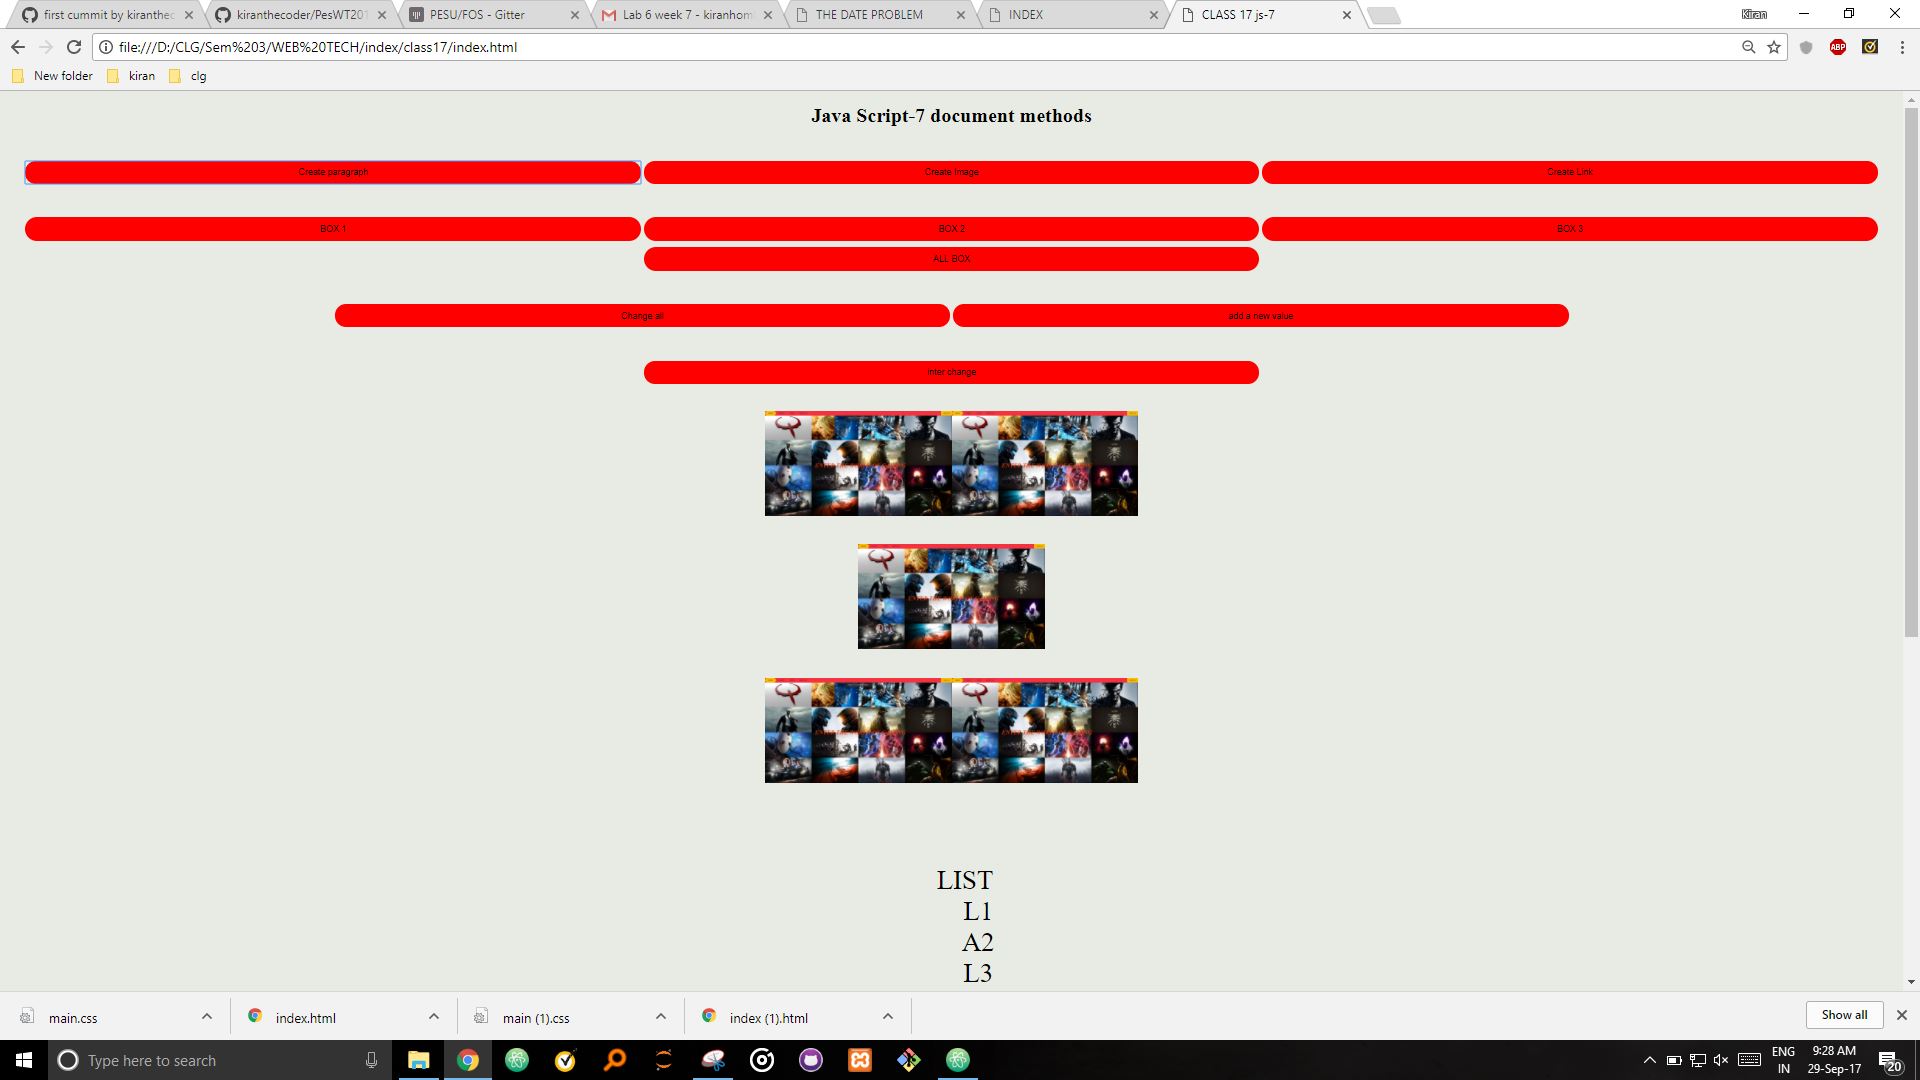 first cummit by kiranthec
kiranthecoder/PesWT201
PESU/FOS - Gitter
Lab 6 week 7 - kiranhom
THE DATE PROBLEM
INDEX
CLASS 17 js-7
Kiran
file:///D:/CLG/Sem%203/WEB%20TECH/index/class17/index.html
ABP
New folder
kiran
clg
Java Script-7 document methods
Create paragraph
Create Image
Create Link
BOX 1
BOX 2
BOX 3
ALL BOX
Change all
add a new value
inter change
LIST
L1
A2
L3
main.css
index.html
main (1).css
index (1).html
Show all
Type here to search
ENG
IN
9:28 AM
29-Sep-17
20